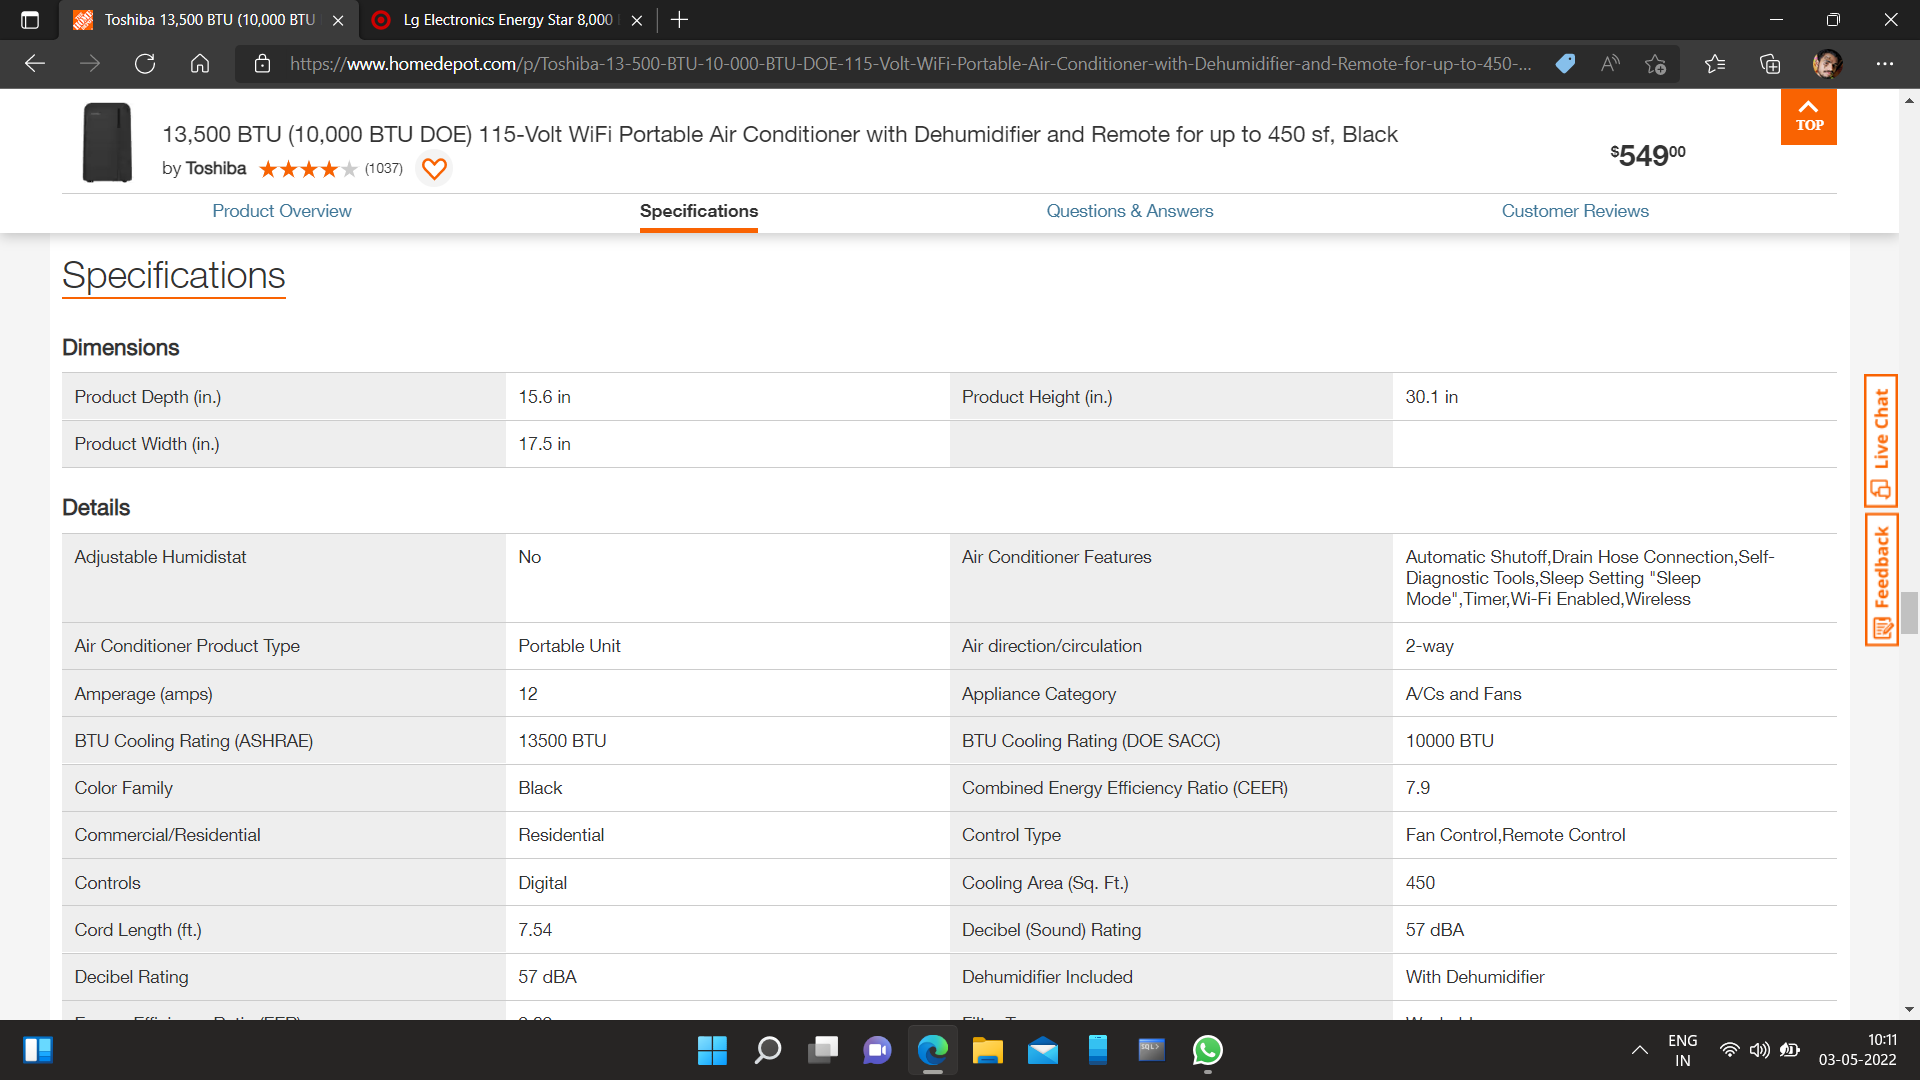 Toshiba 13,500 BTU (10,000 BTU
Lg Electronics Energy Star 8,000
https://www.homedepot.com/p/Toshiba-13-500-BTU-10-000-BTU-DOE-115-Volt-WiFi-Portable-Air-Conditioner-with-Dehumidifier-and-Remote-for-up-to-450-...
13,500 BTU (10,000 BTU DOE) 115-Volt WiFi Portable Air Conditioner with Dehumidifier and Remote for up to 450 sf, Black
by Toshiba (1037)
$54900
TOP
Product Overview Specifications Questions & Answers Customer Reviews
Specifications
Dimensions
Product Depth (in.) 15.6 in Product Height (in.) 30.1 in
Product Width (in.) 17.5 in
Details
Adjustable Humidistat No Air Conditioner Features Automatic Shutoff,Drain Hose Connection,Self-
Diagnostic Tools,Sleep Setting "Sleep
Mode",Timer,Wi-Fi Enabled,Wireless
Air Conditioner Product Type Portable Unit Air direction/circulation 2-way
Amperage (amps) 12 Appliance Category A/Cs and Fans
BTU Cooling Rating (ASHRAE) 13500 BTU BTU Cooling Rating (DOE SACC) 10000 BTU
Color Family Black Combined Energy Efficiency Ratio (CEER) 7.9
Commercial/Residential Residential Control Type Fan Control,Remote Control
Controls Digital Cooling Area (Sq. Ft.) 450
Cord Length (ft.) 7.54 Decibel (Sound) Rating 57 dBA
Decibel Rating 57 dBA Dehumidifier Included With Dehumidifier
Live Chat
Feedback
ENG
IN
10:11
03-05-2022